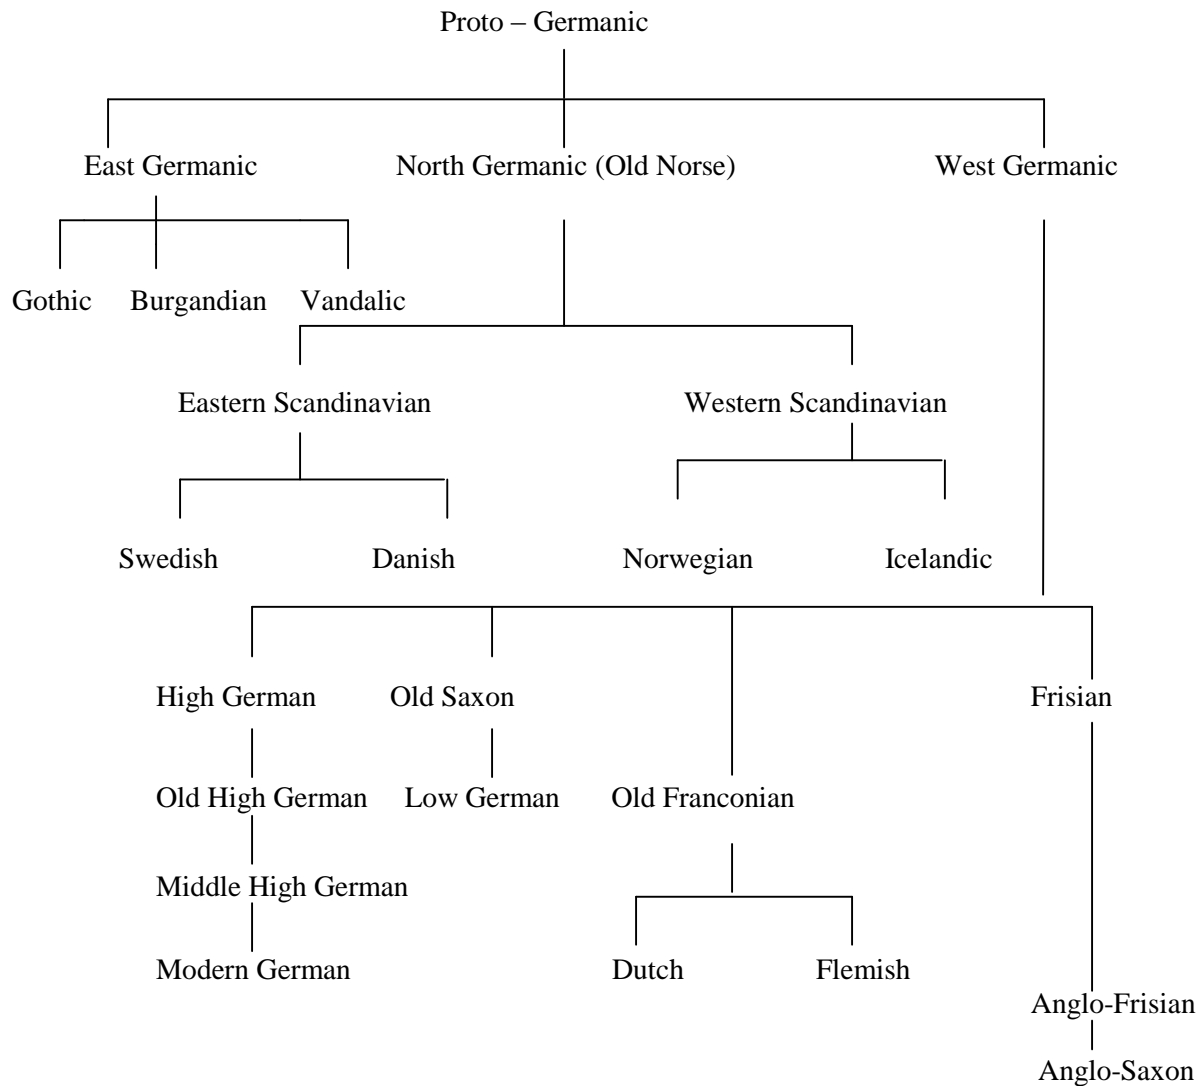 Proto – Germanic
East Germanic North Germanic (Old Norse) West Germanic
Gothic Burgandian Vandalic
Eastern Scandinavian Western Scandinavian
Swedish Danish Norwegian Icelandic
High German Old Saxon Frisian
Old High German Low German Old Franconian
Middle High German
Modern German Dutch Flemish
Anglo-Frisian
Anglo-Saxon